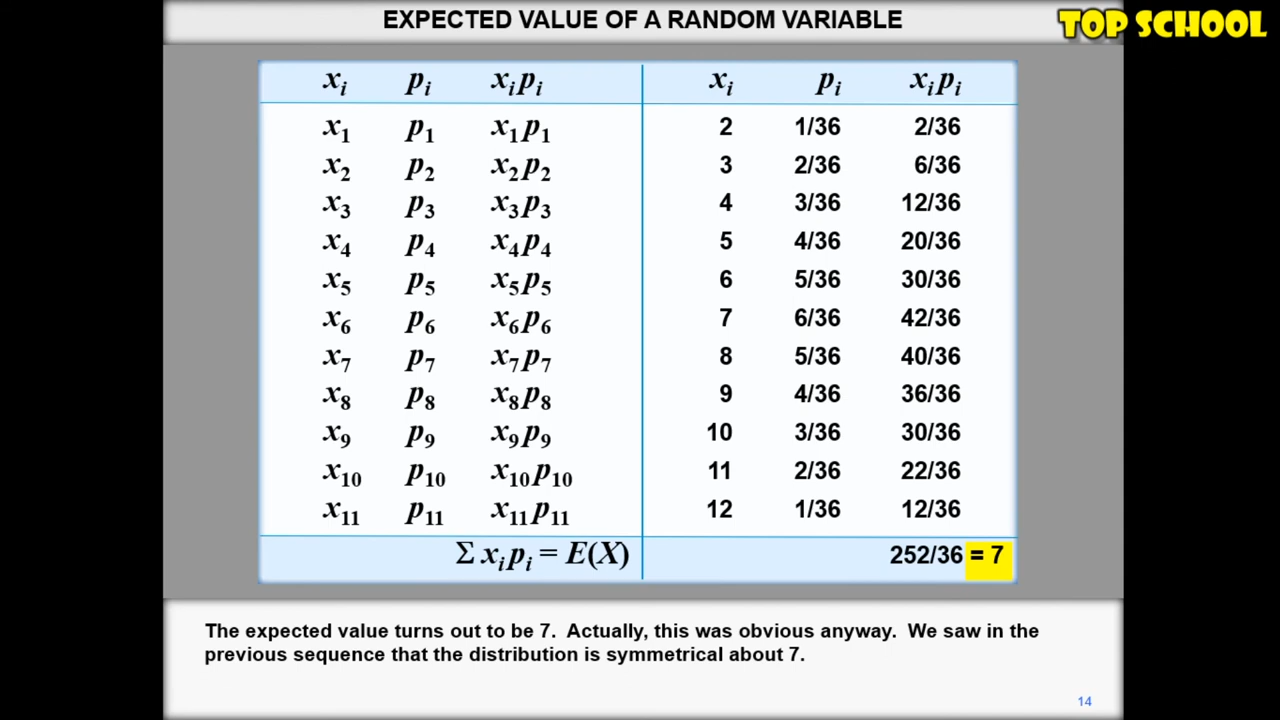 EXPECTED VALUE OF A RANDOM VARIABLE
TOP SCHOOL
xᵢ pᵢ xᵢpᵢ xᵢ pᵢ xᵢpᵢ
x₁ p₁ x₁p₁ 2 1/36 2/36
x₂ p₂ x₂p₂ 3 2/36 6/36
x₃ p₃ x₃p₃ 4 3/36 12/36
x₄ p₄ x₄p₄ 5 4/36 20/36
x₅ p₅ x₅p₅ 6 5/36 30/36
x₆ p₆ x₆p₆ 7 6/36 42/36
x₇ p₇ x₇p₇ 8 5/36 40/36
x₈ p₈ x₈p₈ 9 4/36 36/36
x₉ p₉ x₉p₉ 10 3/36 30/36
x₁₀ p₁₀ x₁₀p₁₀ 11 2/36 22/36
x₁₁ p₁₁ x₁₁p₁₁ 12 1/36 12/36
Σ xᵢpᵢ = E(X) 252/36 = 7
The expected value turns out to be 7. Actually, this was obvious anyway. We saw in the
previous sequence that the distribution is symmetrical about 7.
14